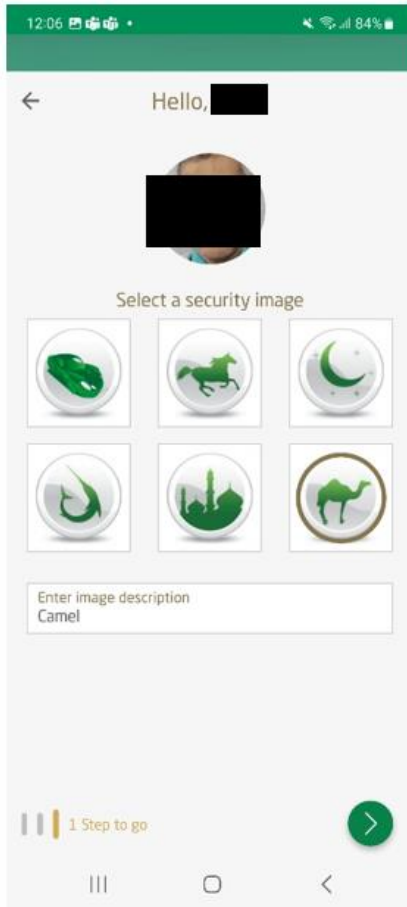 12:06
84%
Hello,
Select a security image
Enter image description
Camel
1 Step to go